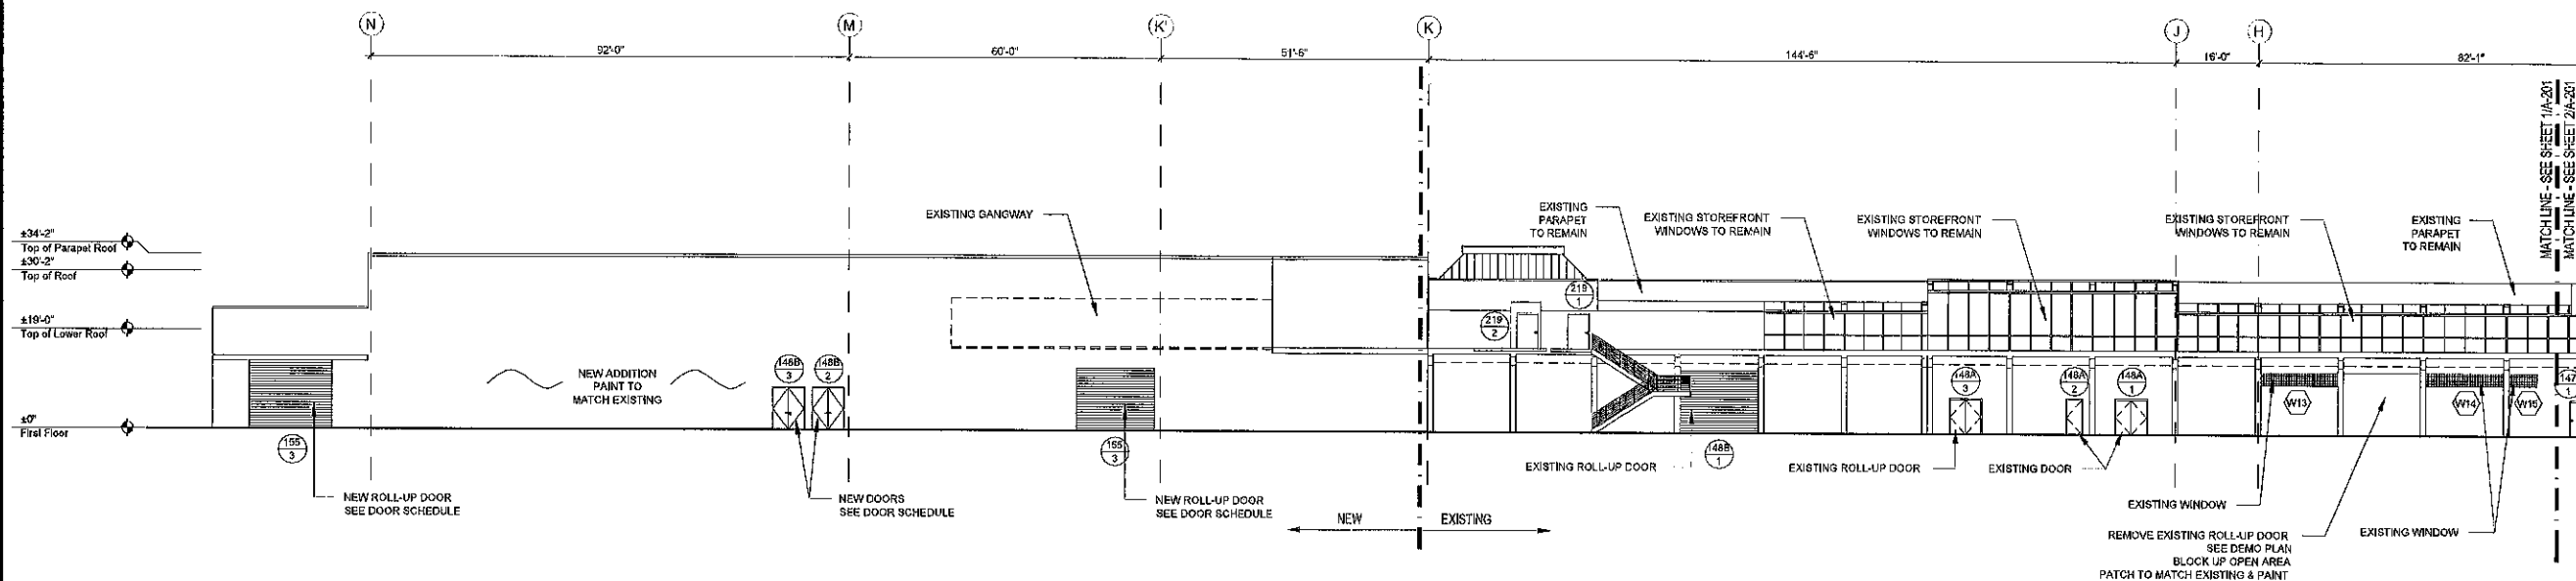 N
M
K'
K
J
H
92'-0"
60'-0"
51'-6"
144'-6"
16'-0"
82'-1"
MATCH LINE - SEE SHEET 1/A-201
MATCH LINE - SEE SHEET 2/A-201
±34'-2"
Top of Parapet Roof
±30'-2"
Top of Roof
±19'-0"
Top of Lower Roof
±0"
First Floor
EXISTING GANGWAY
EXISTING
PARAPET
TO REMAIN
EXISTING STOREFRONT
WINDOWS TO REMAIN
EXISTING STOREFRONT
WINDOWS TO REMAIN
EXISTING STOREFRONT
WINDOWS TO REMAIN
EXISTING
PARAPET
TO REMAIN
219
1
219
2
NEW ADDITION
PAINT TO
MATCH EXISTING
148B
3
148B
2
148A
3
148A
2
148A
1
147
1
W13
W14
W15
155
3
155
3
148B
1
NEW ROLL-UP DOOR
SEE DOOR SCHEDULE
NEW DOORS
SEE DOOR SCHEDULE
NEW ROLL-UP DOOR
SEE DOOR SCHEDULE
EXISTING ROLL-UP DOOR
EXISTING ROLL-UP DOOR
EXISTING DOOR
EXISTING WINDOW
NEW
EXISTING
REMOVE EXISTING ROLL-UP DOOR
SEE DEMO PLAN
BLOCK UP OPEN AREA
PATCH TO MATCH EXISTING & PAINT
EXISTING WINDOW